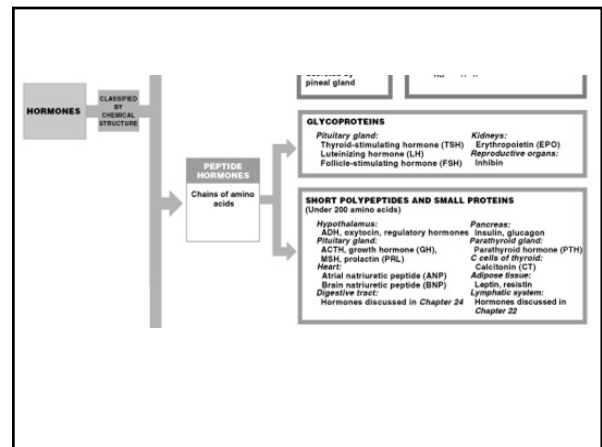 pineal gland
HORMONES
CLASSIFIED
BY
CHEMICAL
STRUCTURE
PEPTIDE
HORMONES
Chains of amino
acids
GLYCOPROTEINS
Pituitary gland:
Thyroid-stimulating hormone (TSH)
Luteinizing hormone (LH)
Follicle-stimulating hormone (FSH)
Kidneys:
Erythropoietin (EPO)
Reproductive organs:
Inhibin
SHORT POLYPEPTIDES AND SMALL PROTEINS
(Under 200 amino acids)
Hypothalamus:
ADH, oxytocin, regulatory hormones
Pituitary gland:
ACTH, growth hormone (GH),
MSH, prolactin (PRL)
Heart:
Atrial natriuretic peptide (ANP)
Brain natriuretic peptide (BNP)
Digestive tract:
Hormones discussed in Chapter 24
Pancreas:
Insulin, glucagon
Parathyroid gland:
Parathyroid hormone (PTH)
C cells of thyroid:
Calcitonin (CT)
Adipose tissue:
Leptin, resistin
Lymphatic system:
Hormones discussed in
Chapter 22